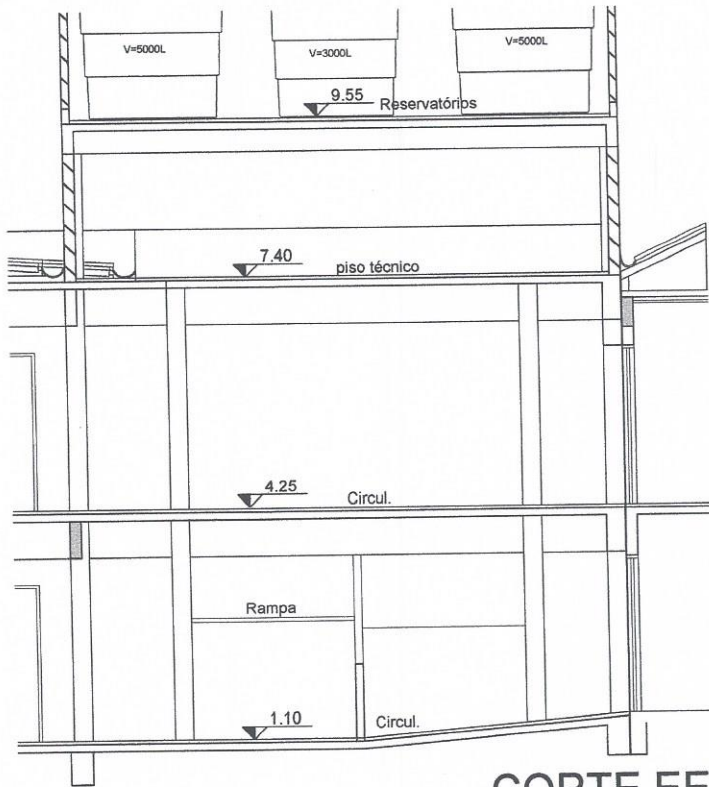 V=5000L
V=3000L
V=5000L
9.55 Reservatórios
7.40 piso técnico
4.25 Circul.
Rampa
1.10 Circul.
CORTE EE